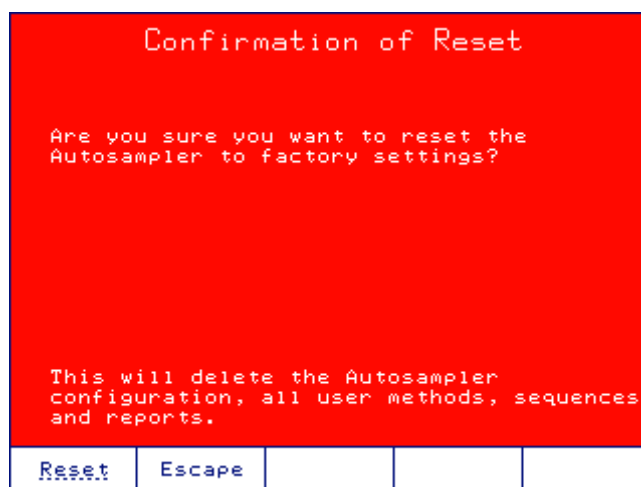 Confirmation of Reset
Are you sure you want to reset the
Autosampler to factory settings?
This will delete the Autosampler
configuration, all user methods, sequences
and reports.
Reset
Escape